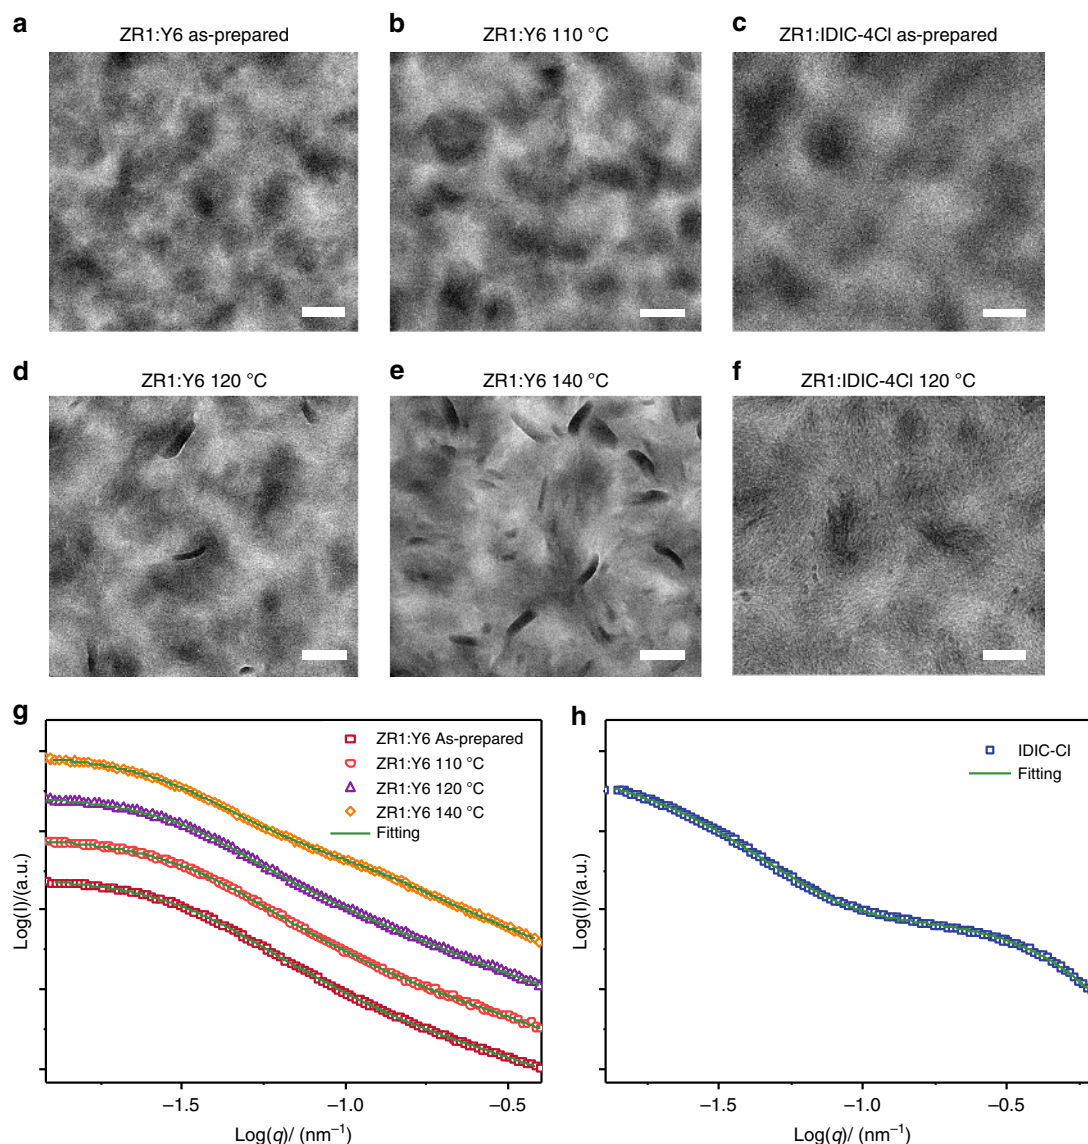 a
ZR1:Y6 as-prepared
b
ZR1:Y6 110 °C
c
ZR1:IDIC-4Cl as-prepared
d
ZR1:Y6 120 °C
e
ZR1:Y6 140 °C
f
ZR1:IDIC-4Cl 120 °C
g
Log(I)/(a.u.)
ZR1:Y6 As-prepared
ZR1:Y6 110 °C
ZR1:Y6 120 °C
ZR1:Y6 140 °C
Fitting
−1.5 −1.0 −0.5
Log(q)/ (nm⁻¹)
h
Log(I)/(a.u.)
IDIC-Cl
Fitting
−1.5 −1.0 −0.5
Log(q)/ (nm⁻¹)